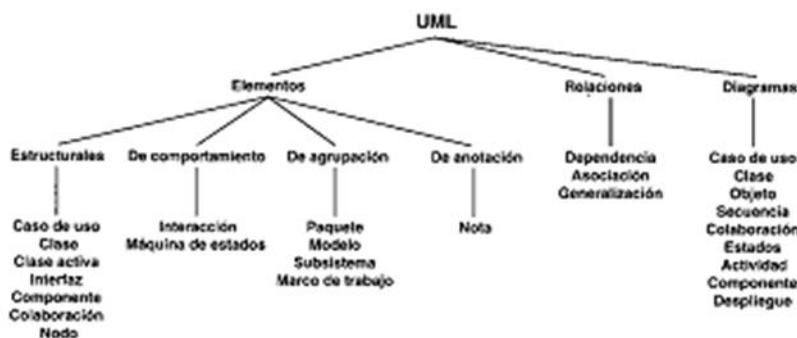 UML
Elementos
Relaciones
Diagramas
Estructurales
De comportamiento
De agrupación
De anotación
Dependencia
Asociación
Generalización
Caso de uso
Clase
Objeto
Secuencia
Colaboración
Estados
Actividad
Componente
Despliegue
Caso de uso
Clase
Clase activa
Interfaz
Componente
Colaboración
Nodo
Interacción
Máquina de estados
Paquete
Modelo
Subsistema
Marco de trabajo
Nota